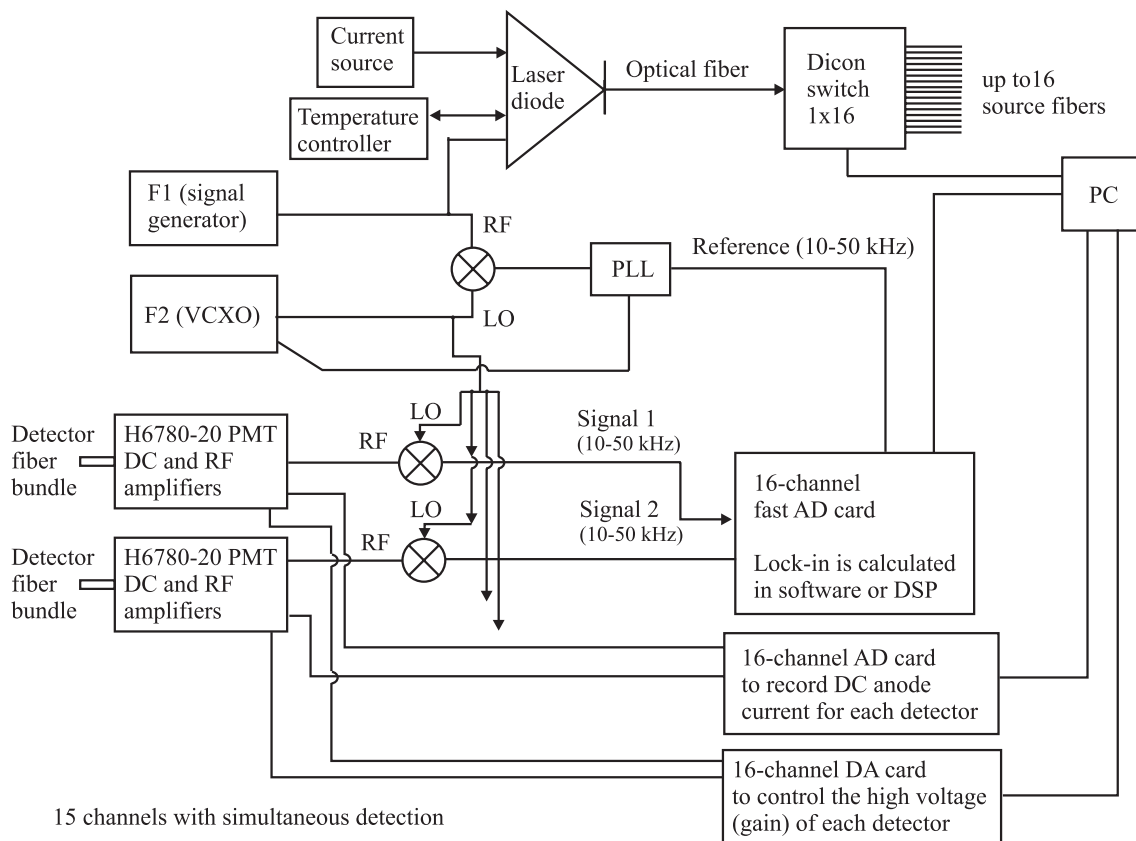 Current
source
Laser
diode
Temperature
controller
Optical fiber
Dicon
switch
1x16
up to16
source fibers
PC
F1 (signal
generator)
RF
PLL
Reference (10-50 kHz)
F2 (VCXO)
LO
Detector
fiber
bundle
H6780-20 PMT
DC and RF
amplifiers
RF
LO
Signal 1
(10-50 kHz)
Detector
fiber
bundle
H6780-20 PMT
DC and RF
amplifiers
RF
LO
Signal 2
(10-50 kHz)
16-channel
fast AD card
Lock-in is calculated
in software or DSP
16-channel AD card
to record DC anode
current for each detector
16-channel DA card
to control the high voltage
(gain) of each detector
15 channels with simultaneous detection